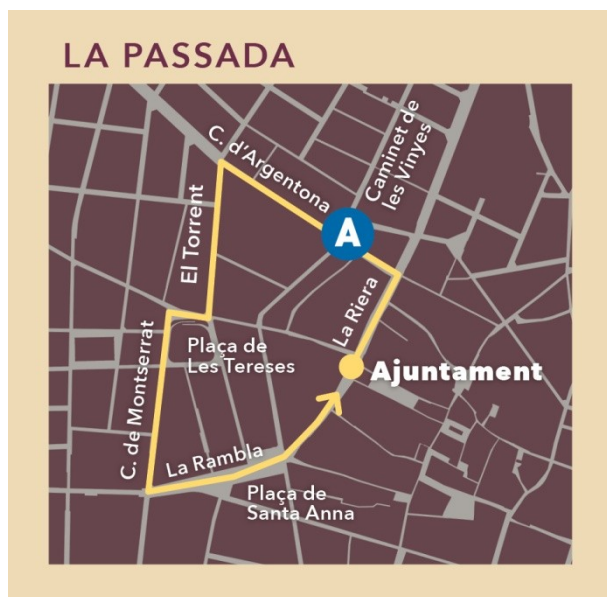 LA PASSADA
C. d'Argentona
Caminet de
les Vinyes
El Torrent
A
La Riera
C. de Montserrat
Plaça de
Les Tereses
Ajuntament
La Rambla
Plaça de
Santa Anna